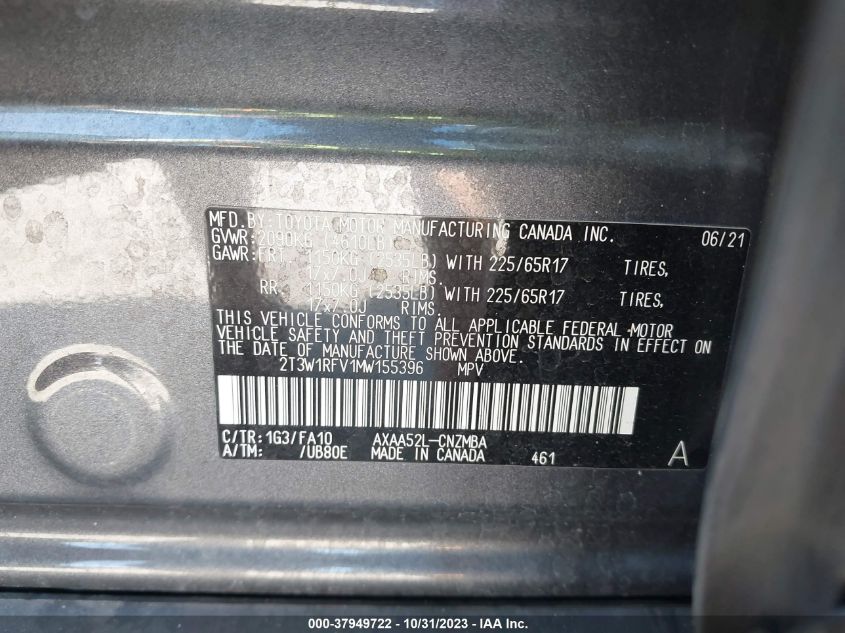 MFD. BY: TOYOTA MOTOR MANUFACTURING CANADA INC. 06/21
GVWR: 2090KG (4610LB)
GAWR: FRT. 1150KG (2535LB) WITH 225/65R17 TIRES,
17x7.0J RIMS.
RR. 1150KG (2535LB) WITH 225/65R17 TIRES,
17x7.0J RIMS.
THIS VEHICLE CONFORMS TO ALL APPLICABLE FEDERAL MOTOR
VEHICLE SAFETY AND THEFT PREVENTION STANDARDS IN EFFECT ON
THE DATE OF MANUFACTURE SHOWN ABOVE.
2T3W1RFV1MW155396 MPV
C/TR: 1G3/FA10 AXAA52L-CNZMBA
A/TM: /UB80E MADE IN CANADA 461 A
000-37949722 - 10/31/2023 - IAA Inc.